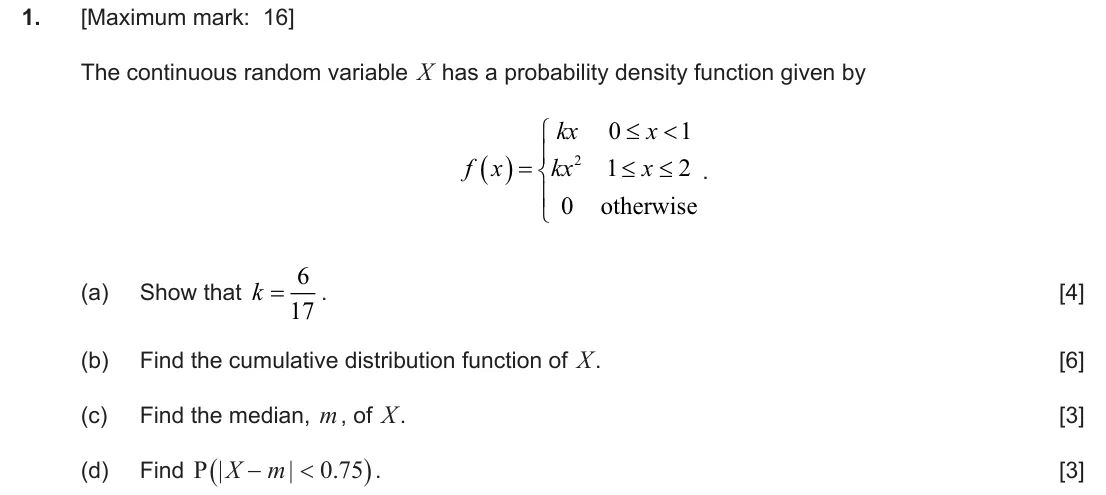 1. [Maximum mark: 16]
The continuous random variable X has a probability density function given by
f(x) = { kx 0 ≤ x < 1
kx² 1 ≤ x ≤ 2 .
0 otherwise
(a) Show that k = 6/17 . [4]
(b) Find the cumulative distribution function of X. [6]
(c) Find the median, m, of X. [3]
(d) Find P(|X − m| < 0.75). [3]